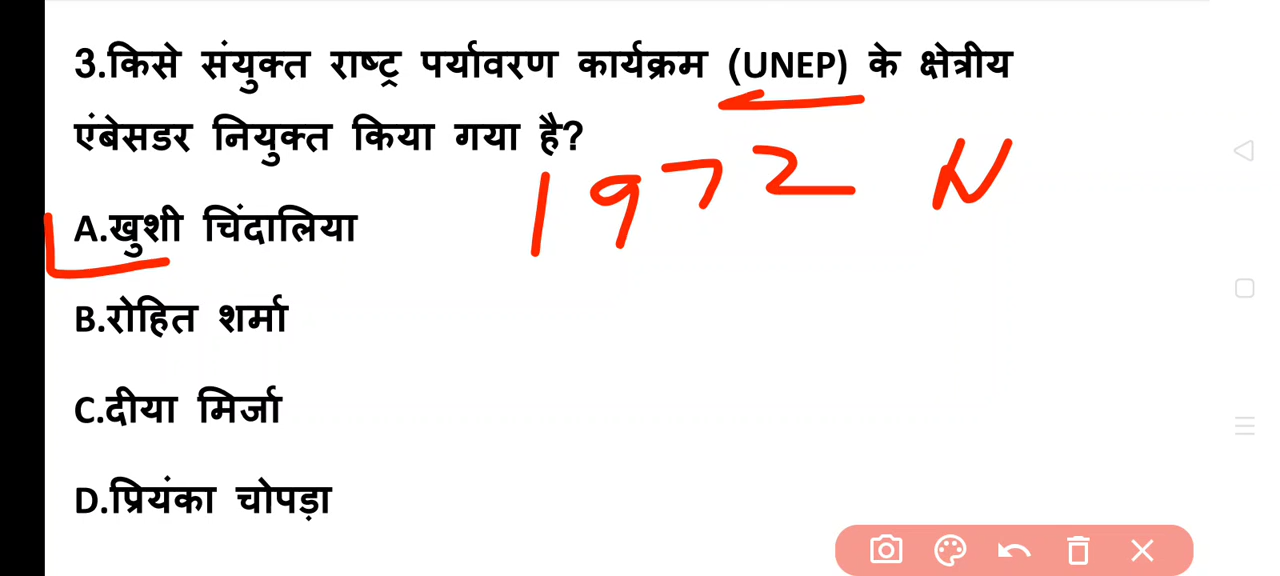 3.किसे संयुक्त राष्ट्र पर्यावरण कार्यक्रम (UNEP) के क्षेत्रीय
एंबेसडर नियुक्त किया गया है?
1972 N
A.खुशी चिंदालिया
B.रोहित शर्मा
C.दीया मिर्जा
D.प्रियंका चोपड़ा